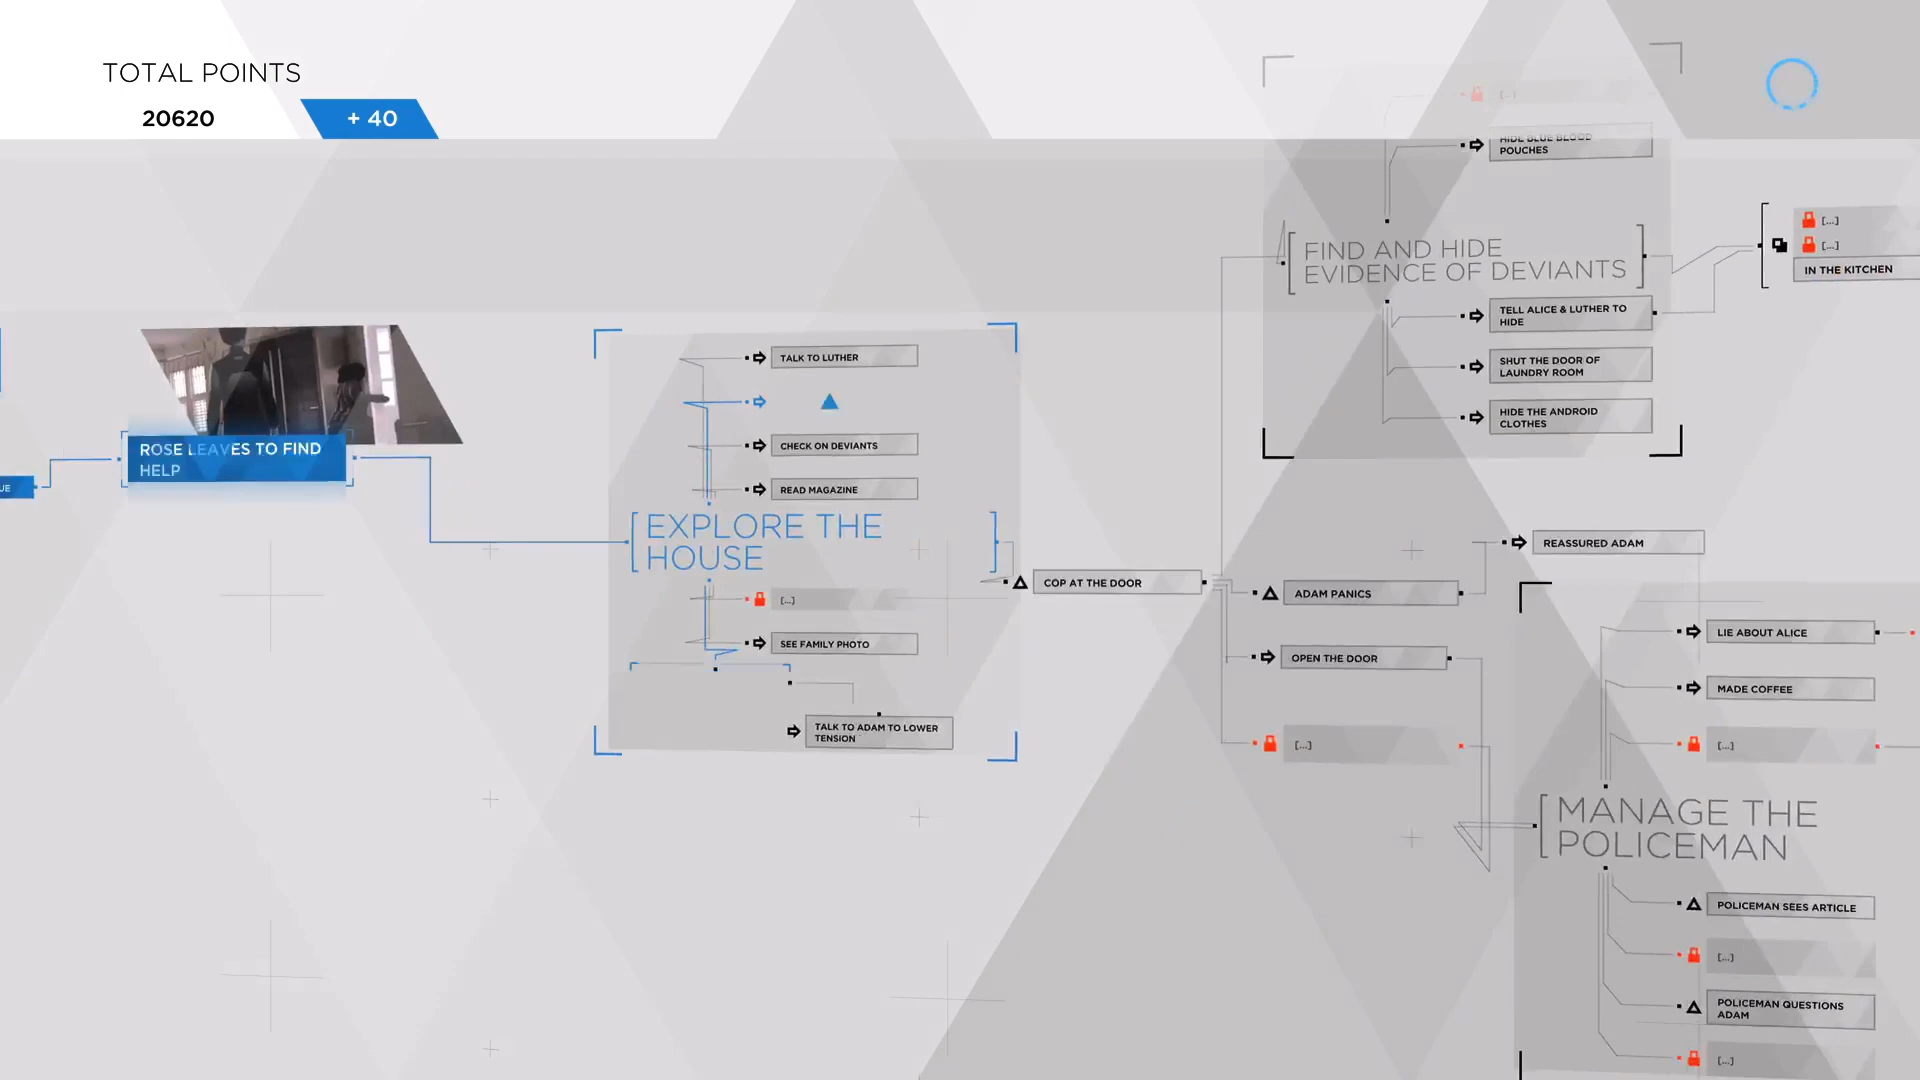 TOTAL POINTS
20620
+ 40
[...]
HIDE BLUE BLOOD
POUCHES
FIND AND HIDE
EVIDENCE OF DEVIANTS
[...]
[...]
IN THE KITCHEN
TELL ALICE & LUTHER TO
HIDE
SHUT THE DOOR OF
LAUNDRY ROOM
HIDE THE ANDROID
CLOTHES
UE
ROSE LEAVES TO FIND
HELP
TALK TO LUTHER
CHECK ON DEVIANTS
READ MAGAZINE
EXPLORE THE
HOUSE
[...]
SEE FAMILY PHOTO
TALK TO ADAM TO LOWER
TENSION
COP AT THE DOOR
ADAM PANICS
REASSURED ADAM
OPEN THE DOOR
[...]
LIE ABOUT ALICE
MADE COFFEE
[...]
MANAGE THE
POLICEMAN
POLICEMAN SEES ARTICLE
[...]
POLICEMAN QUESTIONS
ADAM
[...]